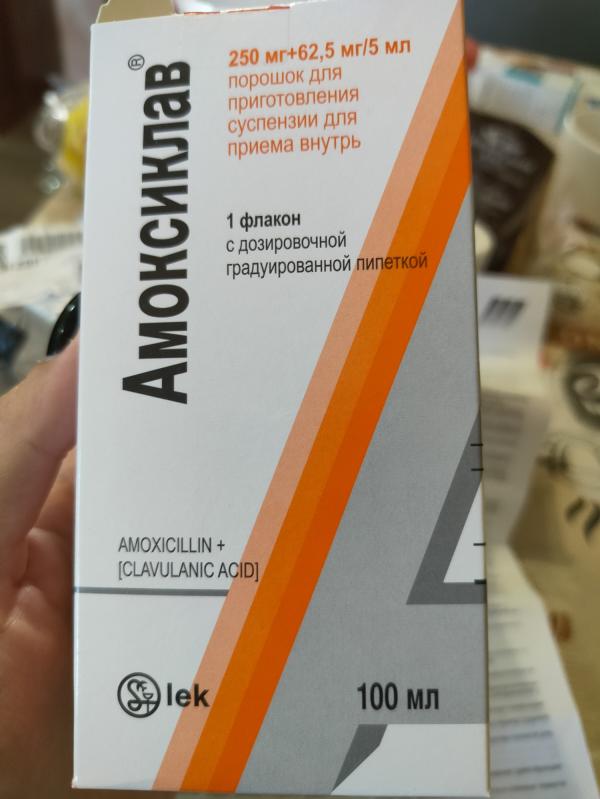 Амоксиклав®
250 мг+62,5 мг/5 мл
порошок для
приготовления
суспензии для
приема внутрь
1 флакон
с дозировочной
градуированной пипеткой
AMOXICILLIN +
[CLAVULANIC ACID]
lek
100 мл